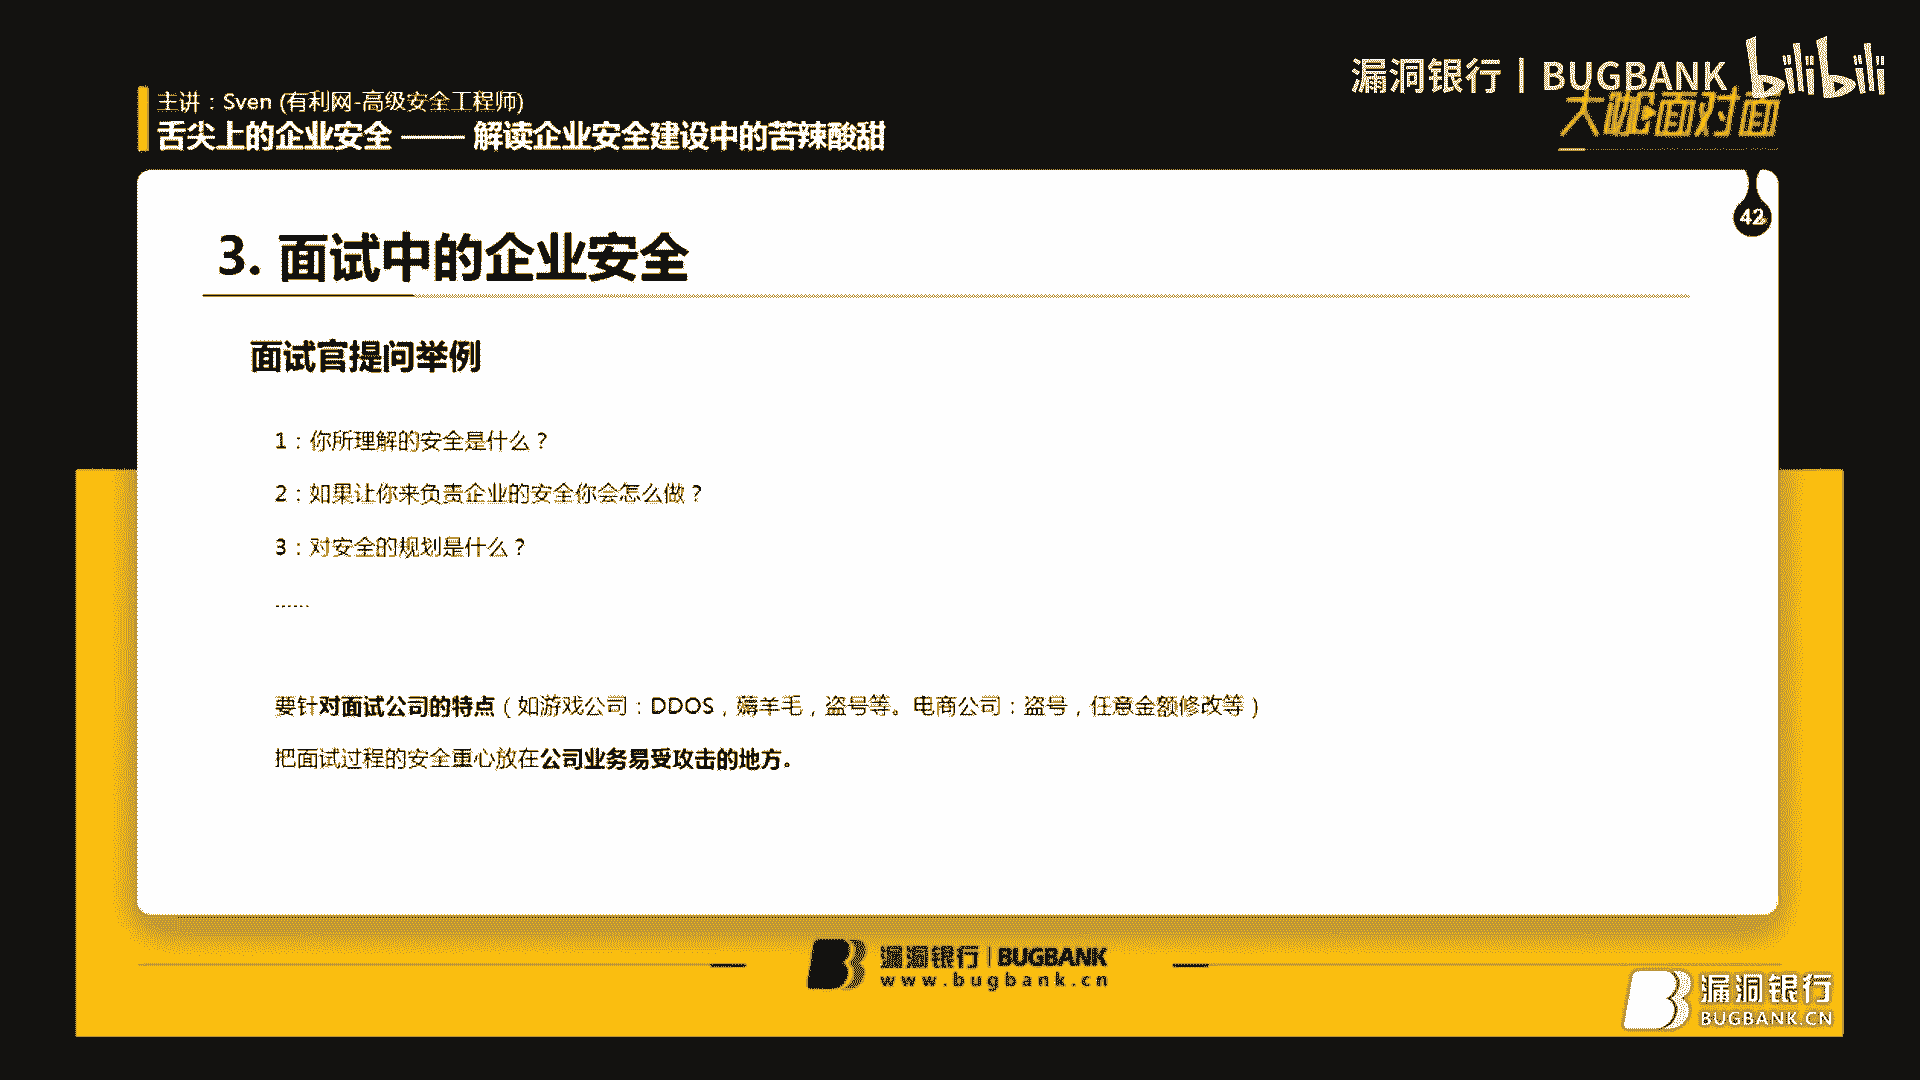 漏洞银行丨BUGBANK bilibili
大咖面对面
主讲：Sven (有利网-高级安全工程师)
舌尖上的企业安全 —— 解读企业安全建设中的苦辣酸甜
42
3. 面试中的企业安全
面试官提问举例
1：你所理解的安全是什么？
2：如果让你来负责企业的安全你会怎么做？
3：对安全的规划是什么？
......
要针对面试公司的特点（如游戏公司：DDOS，薅羊毛，盗号等。电商公司：盗号，任意金额修改等）
把面试过程的安全重心放在公司业务易受攻击的地方。
漏洞银行 | BUGBANK
www.bugbank.cn
漏洞银行
BUGBANK.CN